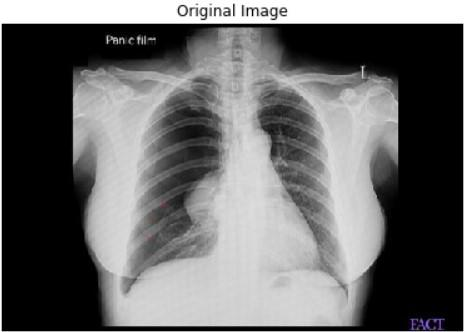 Original Image
Panic film
L
FACT